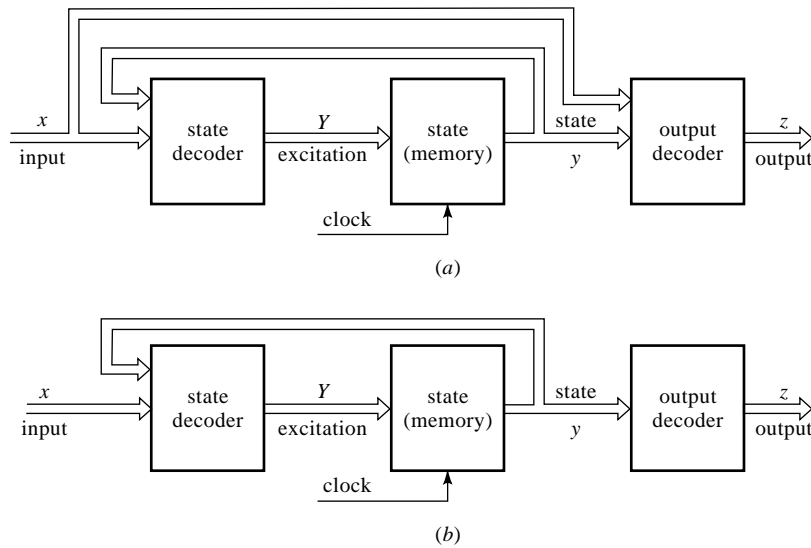 x
input
state
decoder
Y
excitation
state
(memory)
clock
state
y
output
decoder
z
output
(a)
x
input
state
decoder
Y
excitation
state
(memory)
clock
state
y
output
decoder
z
output
(b)